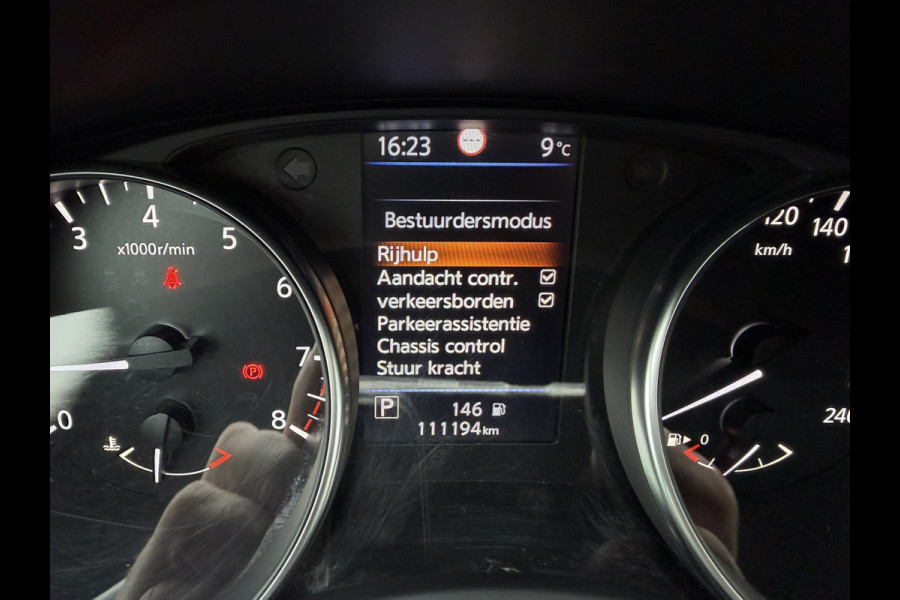 16:23 9°C
Bestuurdersmodus
Rijhulp
Aandacht contr.
verkeersborden
Parkeerassistentie
Chassis control
Stuur kracht
P 146
111194km
3 4 5 6 7 8 0
x1000r/min
P
120 140
km/h
240
0